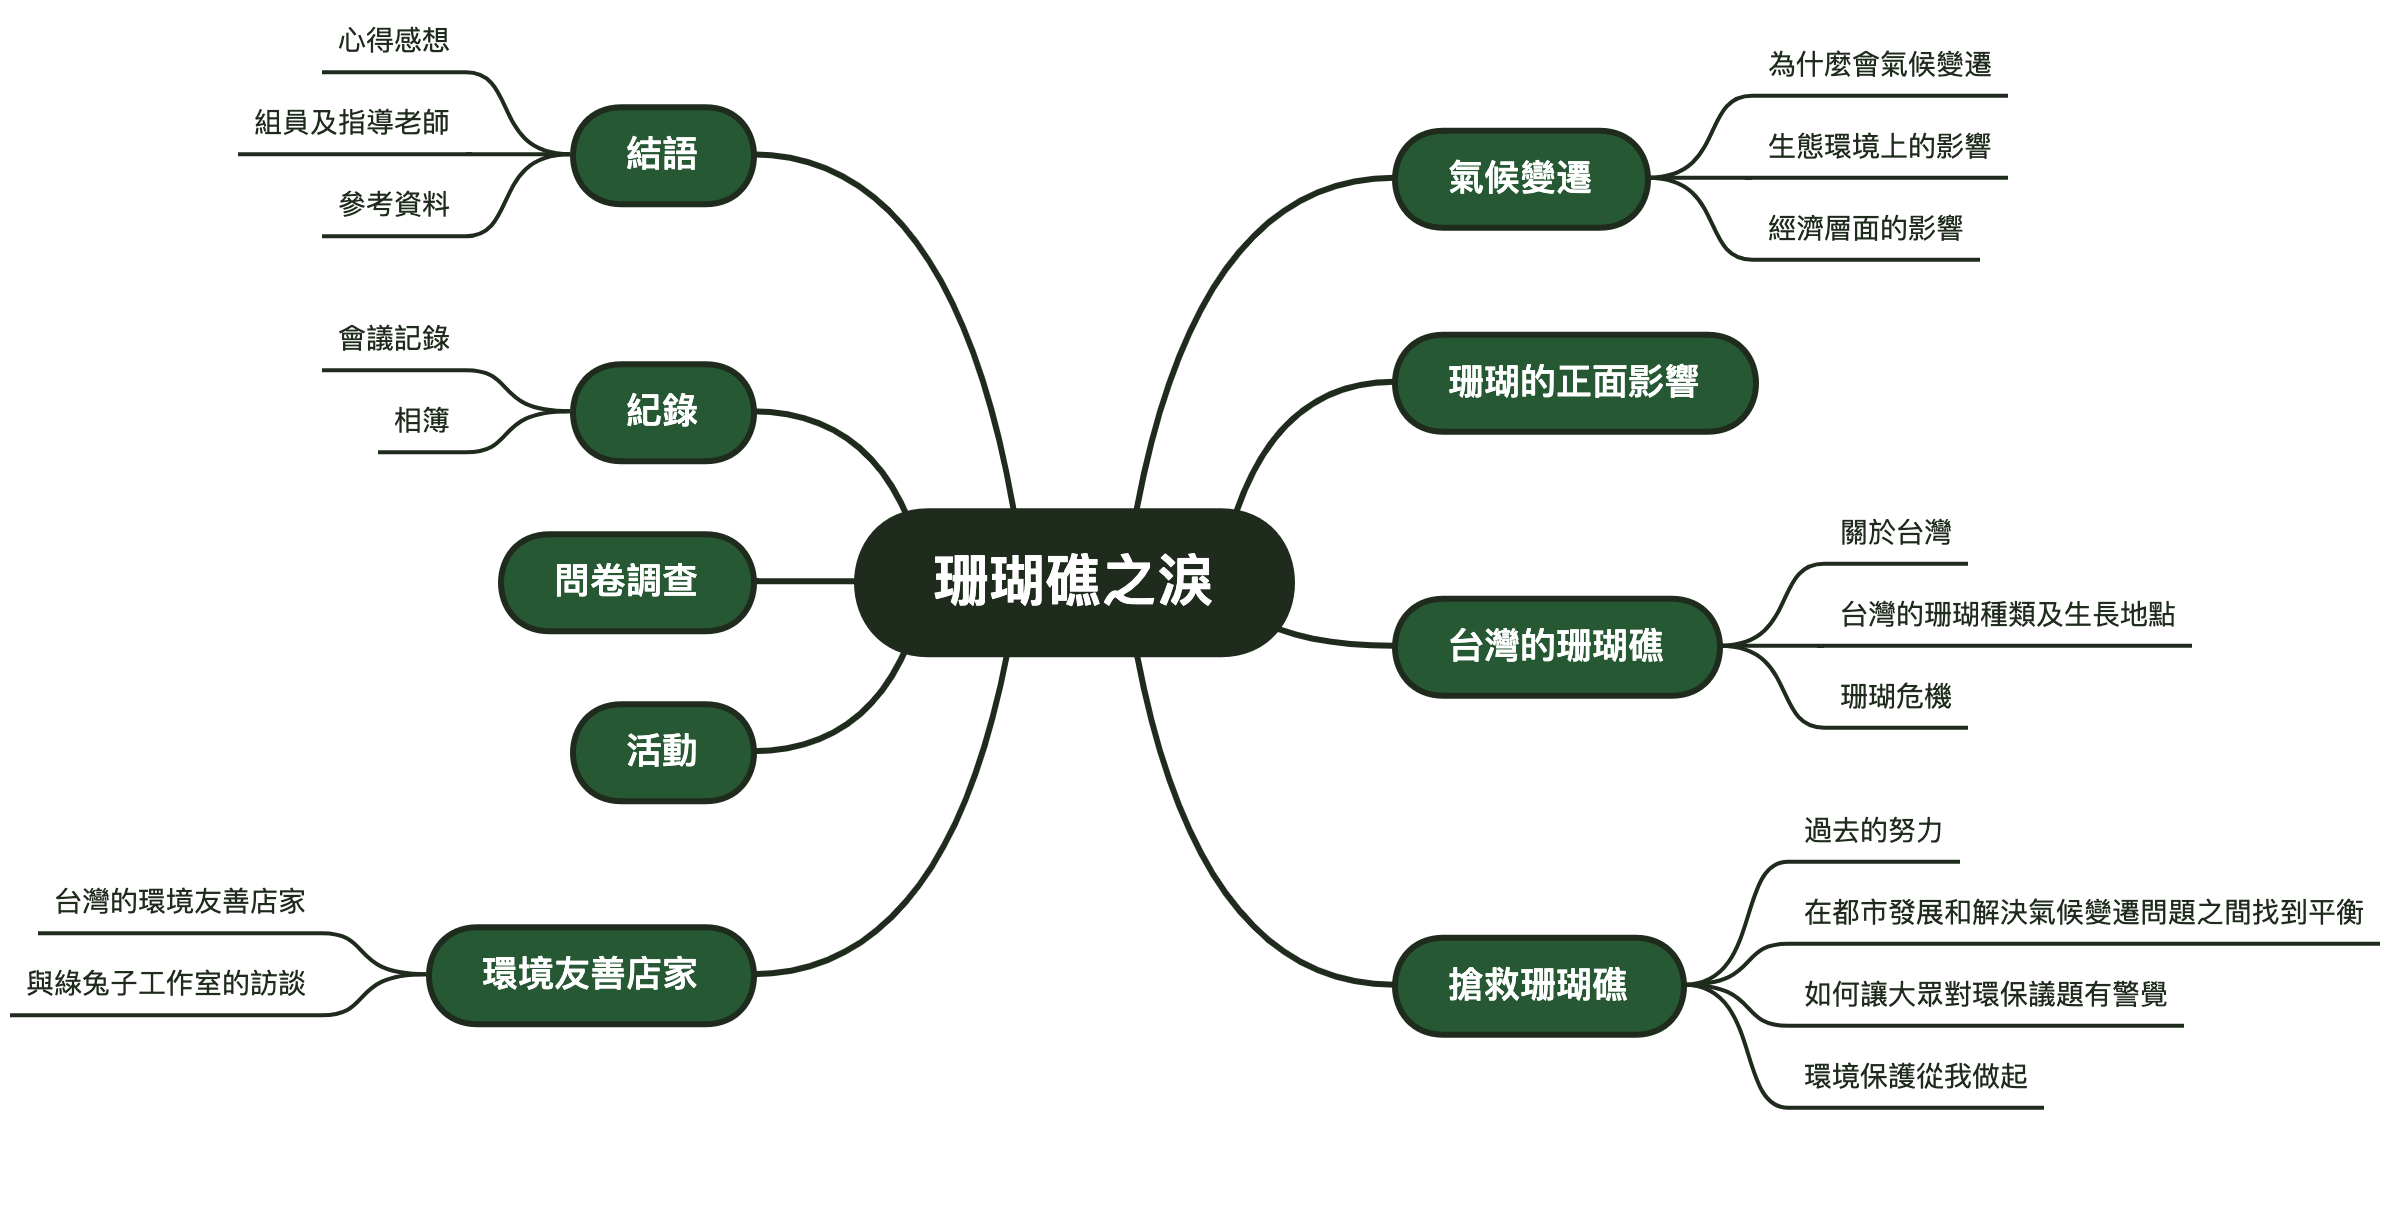 珊瑚礁之淚
氣候變遷
為什麼會氣候變遷
生態環境上的影響
經濟層面的影響
珊瑚的正面影響
台灣的珊瑚礁
關於台灣
台灣的珊瑚種類及生長地點
珊瑚危機
搶救珊瑚礁
過去的努力
在都市發展和解決氣候變遷問題之間找到平衡
如何讓大眾對環保議題有警覺
環境保護從我做起
結語
心得感想
組員及指導老師
參考資料
紀錄
會議記錄
相簿
問卷調查
活動
環境友善店家
台灣的環境友善店家
與綠兔子工作室的訪談